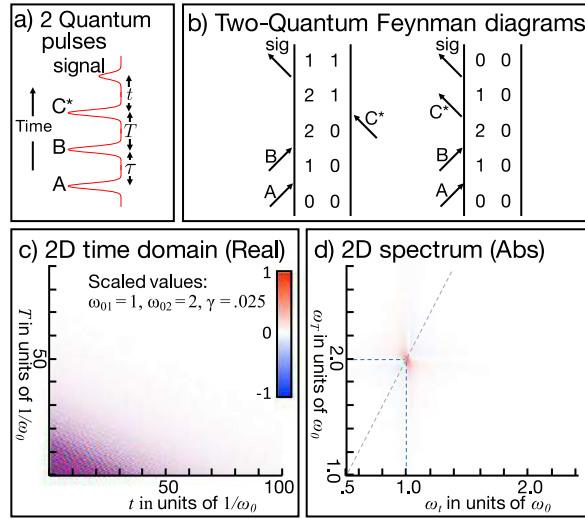 a) 2 Quantum
pulses
signal
C*
Time
B
A
t
T
τ
b) Two-Quantum Feynman diagrams
sig
1 1
2 1
2 0
1 0
0 0
C*
B
A
sig
0 0
1 0
2 0
1 0
0 0
C*
B
A
c) 2D time domain (Real)
Scaled values:
ω01 = 1, ω02 = 2, γ = .025
1
0
-1
T in units of 1/ω0
50
50
100
t in units of 1/ω0
d) 2D spectrum (Abs)
ωT in units of ω0
2.0
1.0
.5
1.0
2.0
ωt in units of ω0